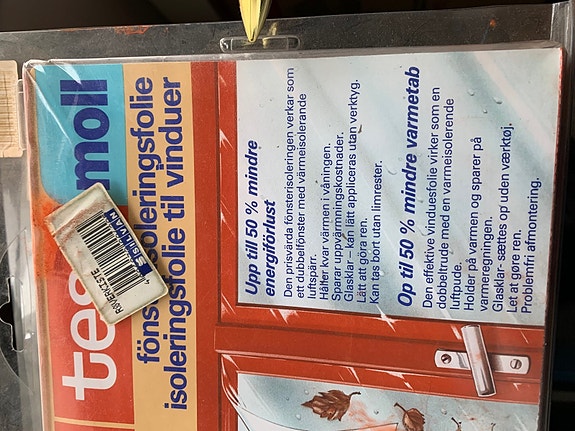 tesamoll
fönsterisoleringsfolie
isoleringsfolie til vinduer
RAVEKISTE
SILVAN
Upp till 50 % mindre
energiförlust
Den prisvärda fönsterisoleringen verkar som
ett dubbelfönster med värmeisolerande
luftspärr.
Håller kvar värmen i våningen.
Sparar uppvärmningskostnader.
Glasklar – kan lätt appliceras utan verktyg.
Lätt att göra ren.
Kan tas bort utan limrester.
Op til 50 % mindre varmetab
Den effektive vinduesfolie virker som en
dobbeltrude med en varmeisolerende
luftpude.
Holder på varmen og sparer på
varmeregningen.
Glasklar- sættes op uden værktøj.
Let at gøre ren.
Problemfri afmontering.